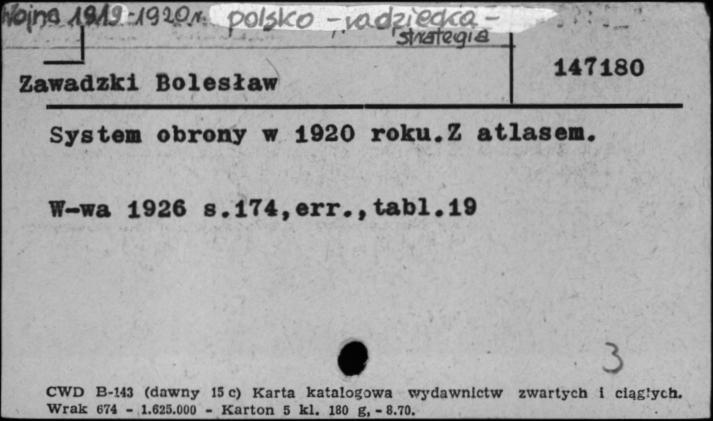 Wojna 1919-1920r. polsko - radziecka -
strategia
147180
Zawadzki Bolesław
System obrony w 1920 roku.Z atlasem.
W-wa 1926 s.174,err.,tabl.19
3
CWD B-143 (dawny 15 c) Karta katalogowa wydawnictw zwartych i ciągłych.
Wrak 674 - 1.625.000 - Karton 5 kl. 180 g, - 8.70.